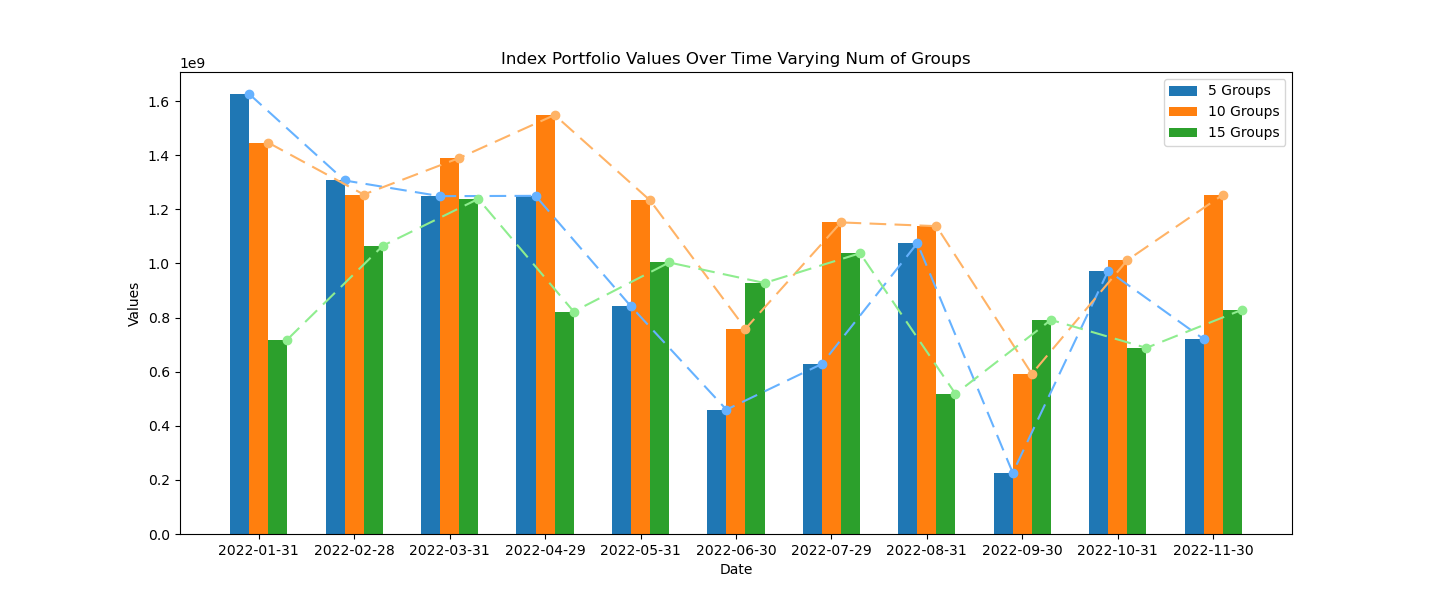 Index Portfolio Values Over Time Varying Num of Groups
1e9
5 Groups
10 Groups
15 Groups
1.6
1.4
1.2
1.0
0.8
0.6
0.4
0.2
0.0
Values
2022-01-31 2022-02-28 2022-03-31 2022-04-29 2022-05-31 2022-06-30 2022-07-29 2022-08-31 2022-09-30 2022-10-31 2022-11-30
Date